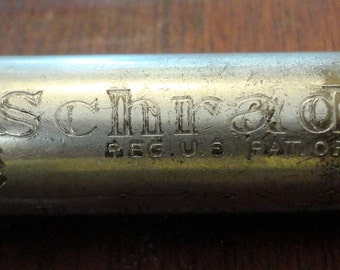 Schrad
REG. U.S. PAT. OF